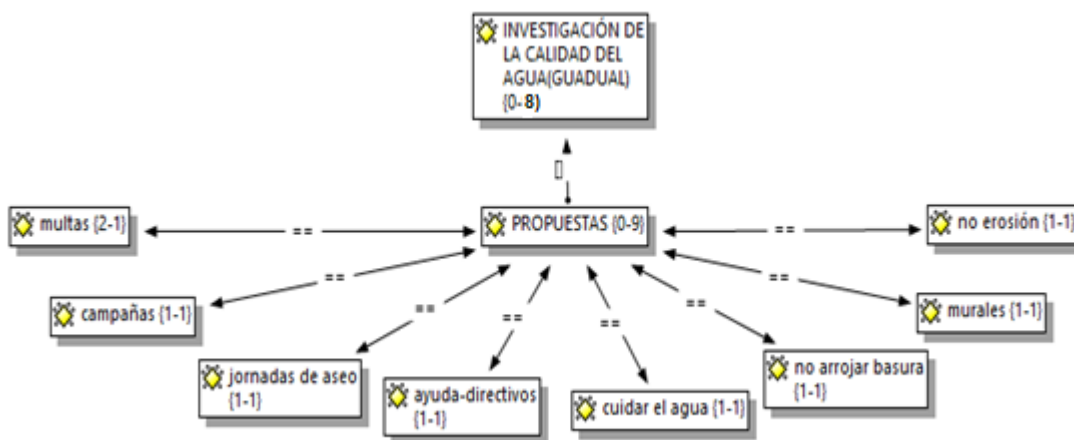 INVESTIGACIÓN DE
LA CALIDAD DEL
AGUA(GUADUAL)
{0-8)
[]
multas {2-1}
==
PROPUESTAS {0-9}
==
no erosión {1-1}
==
==
campañas {1-1}
==
==
murales {1-1}
==
==
jornadas de aseo
{1-1}
ayuda-directivos
{1-1}
cuidar el agua {1-1}
no arrojar basura
{1-1}